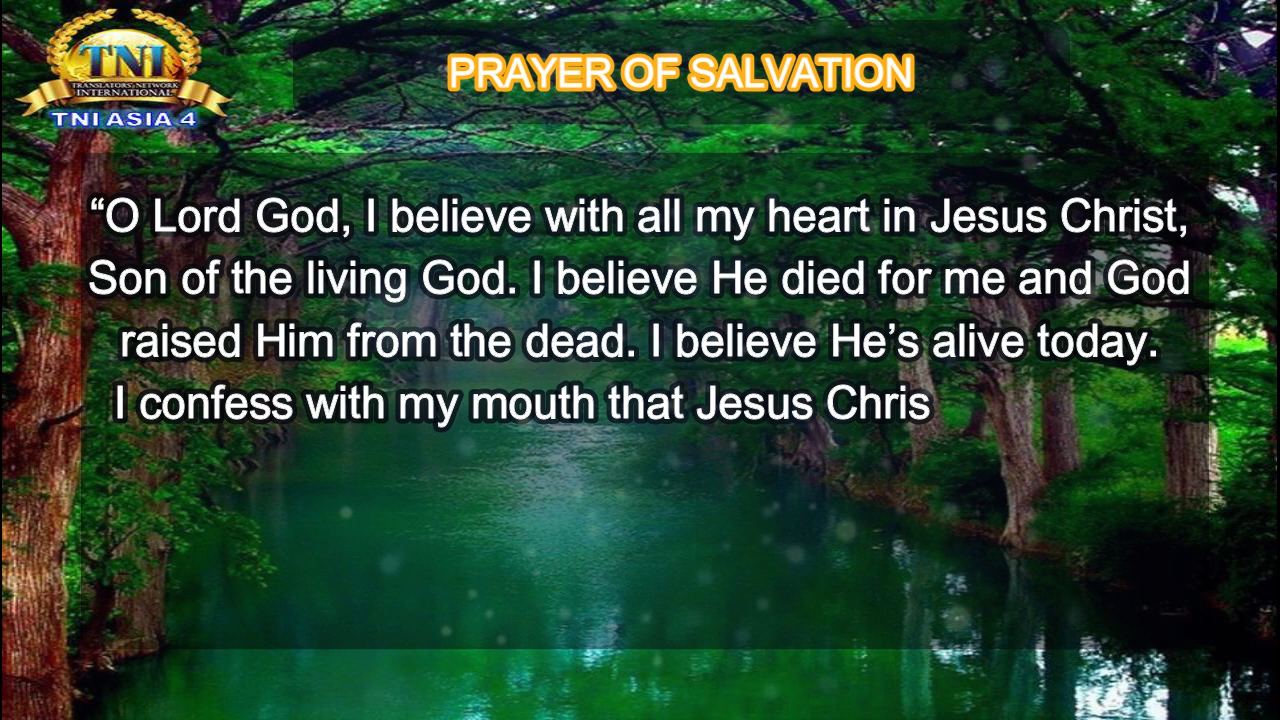 TNI
TRANSLATORS' NETWORK
INTERNATIONAL
TNI ASIA 4
PRAYER OF SALVATION
“O Lord God, I believe with all my heart in Jesus Christ,
Son of the living God. I believe He died for me and God
raised Him from the dead. I believe He’s alive today.
I confess with my mouth that Jesus Chris